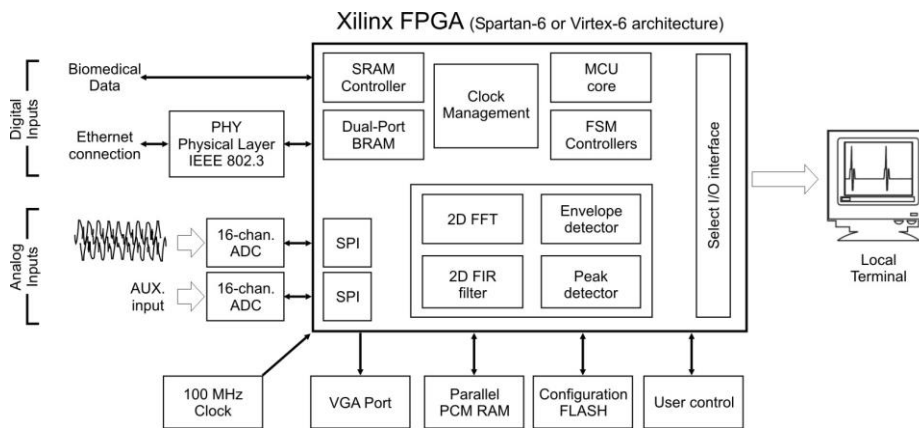 Xilinx FPGA (Spartan-6 or Virtex-6 architecture)
Digital
Inputs
Biomedical
Data
Ethernet
connection
PHY
Physical Layer
IEEE 802.3
SRAM
Controller
Dual-Port
BRAM
Clock
Management
MCU
core
FSM
Controllers
Select I/O interface
Analog
Inputs
16-chan.
ADC
SPI
AUX.
input
16-chan.
ADC
SPI
2D FFT
Envelope
detector
2D FIR
filter
Peak
detector
Local
Terminal
100 MHz
Clock
VGA Port
Parallel
PCM RAM
Configuration
FLASH
User control